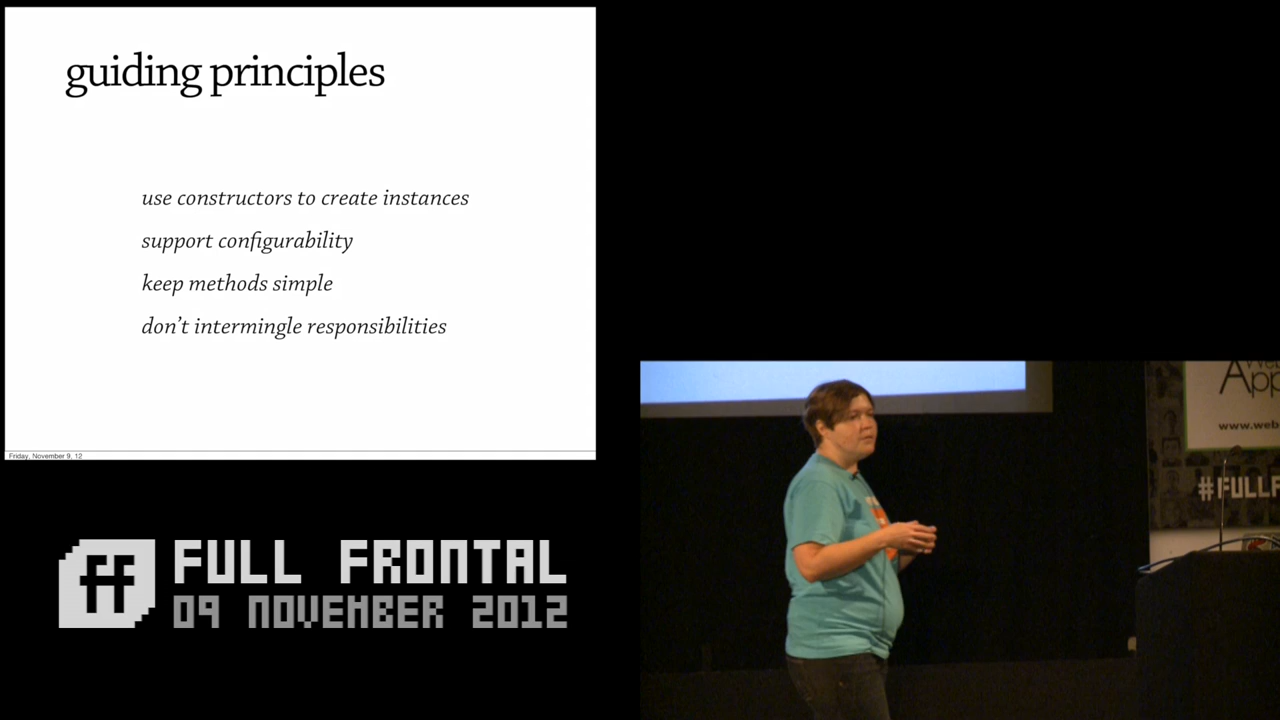 guiding principles
use constructors to create instances
support configurability
keep methods simple
don't intermingle responsibilities
Friday, November 9, 12
ff FULL FRONTAL
09 NOVEMBER 2012
www.web
#FULLF